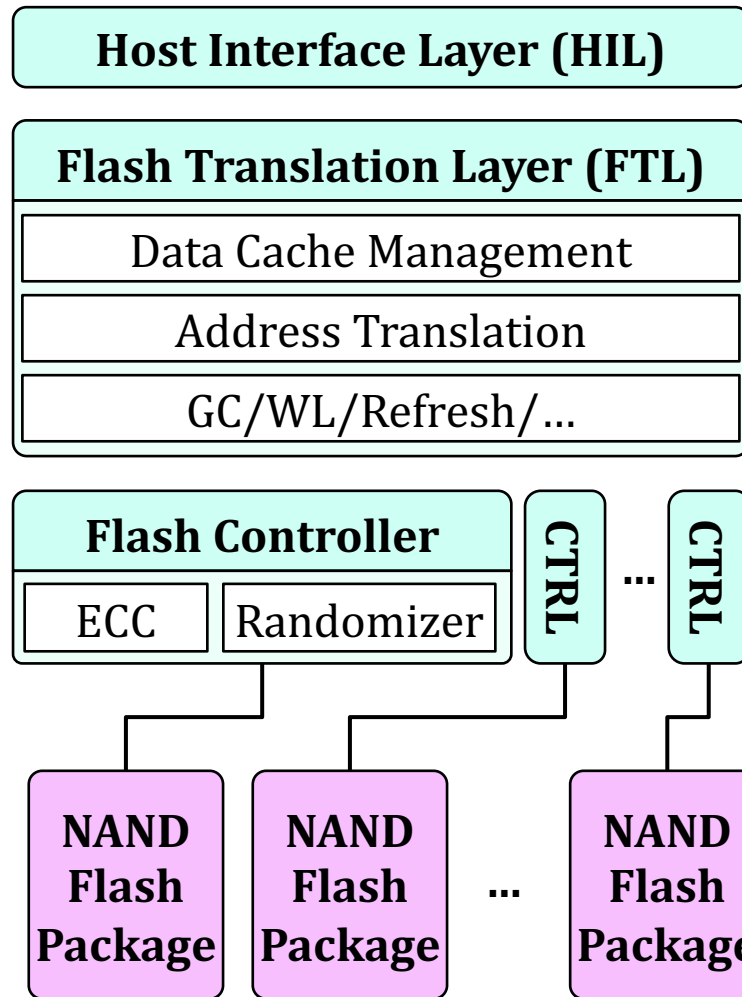 Host Interface Layer (HIL)
Flash Translation Layer (FTL)
Data Cache Management
Address Translation
GC/WL/Refresh/...
Flash Controller
ECC
Randomizer
CTRL
...
CTRL
NAND
Flash
Package
NAND
Flash
Package
...
NAND
Flash
Package